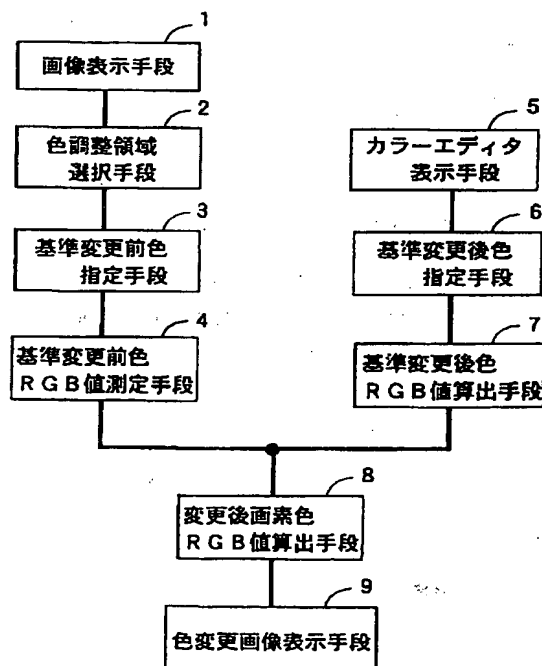 1
画像表示手段
2
色調整領域
選択手段
3
基準変更前色
指定手段
4
基準変更前色
RGB値測定手段
5
カラーエディタ
表示手段
6
基準変更後色
指定手段
7
基準変更後色
RGB値算出手段
8
変更後画素色
RGB値算出手段
9
色変更画像表示手段